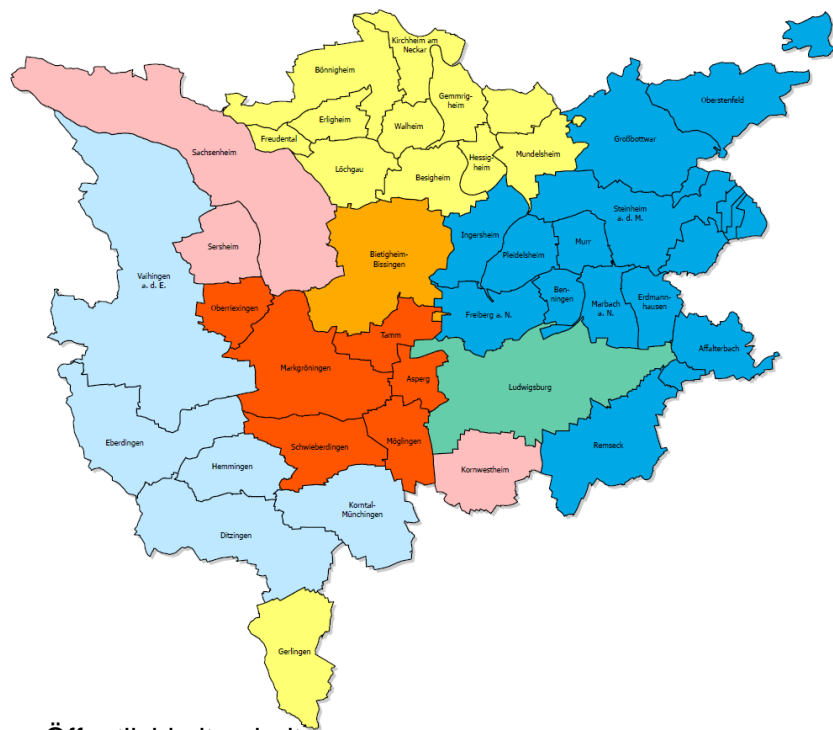 Kirchheim am
Neckar
Bönnigheim
Gemmrig-
heim
Oberstenfeld
Erligheim
Walheim
Freudental
Großbottwar
Sachsenheim
Hessig-
heim
Mundelsheim
Löchgau
Besigheim
Steinheim
a. d. M.
Ingersheim
Murr
Sersheim
Bietigheim-
Bissingen
Pleidelsheim
Vaihingen
a. d. E.
Ben-
ningen
Marbach
a. N.
Erdmann-
hausen
Oberriexingen
Freiberg a. N.
Tamm
Affalterbach
Markgröningen
Asperg
Ludwigsburg
Eberdingen
Schwieberdingen
Möglingen
Remseck
Hemmingen
Kornwestheim
Korntal-
Münchingen
Ditzingen
Gerlingen